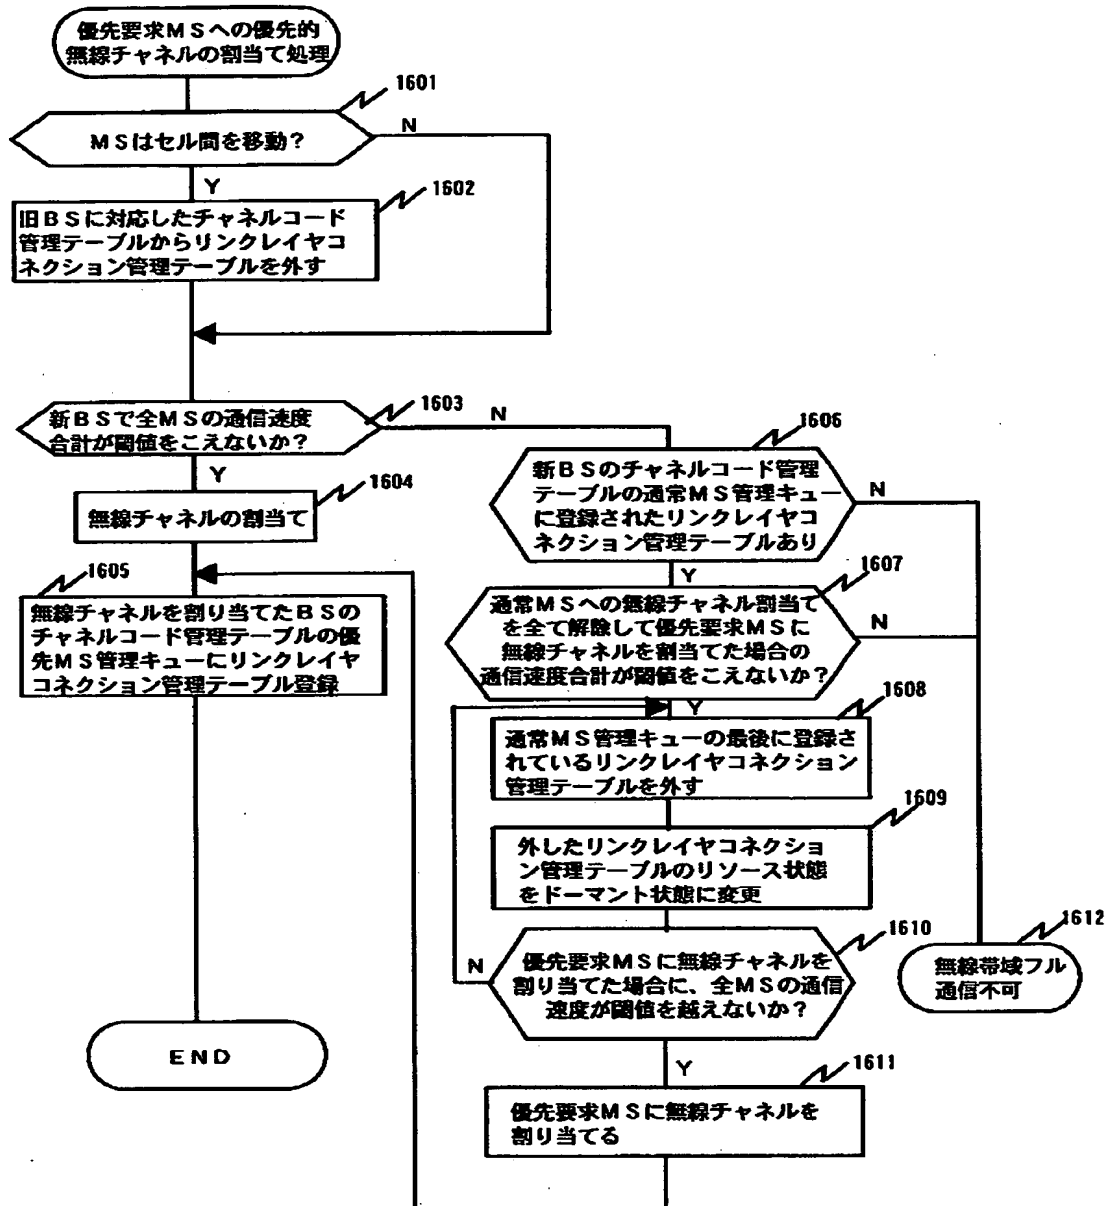 優先要求MSへの優先的
無線チャネルの割当て処理
1601
MSはセル間を移動？
N
Y
1602
旧BSに対応したチャネルコード
管理テーブルからリンクレイヤコ
ネクション管理テーブルを外す
1603
新BSで全MSの通信速度
合計が閾値をこえないか？
N
Y
1604
無線チャネルの割当て
1605
無線チャネルを割り当てたBSの
チャネルコード管理テーブルの優
先MS管理キューにリンクレイヤ
コネクション管理テーブル登録
END
1606
新BSのチャネルコード管理
テーブルの通常MS管理キュー
に登録されたリンクレイヤコ
ネクション管理テーブルあり
N
Y
1607
通常MSへの無線チャネル割当て
を全て解除して優先要求MSに
無線チャネルを割当てた場合の
通信速度合計が閾値をこえないか？
N
Y
1608
通常MS管理キューの最後に登録さ
れているリンクレイヤコネクション
管理テーブルを外す
1609
外したリンクレイヤコネクショ
ン管理テーブルのリソース状態
をドーマント状態に変更
1610
優先要求MSに無線チャネルを
割り当てた場合に、全MSの通信
速度が閾値を越えないか？
N
Y
1611
優先要求MSに無線チャネルを
割り当てる
1612
無線帯域フル
通信不可